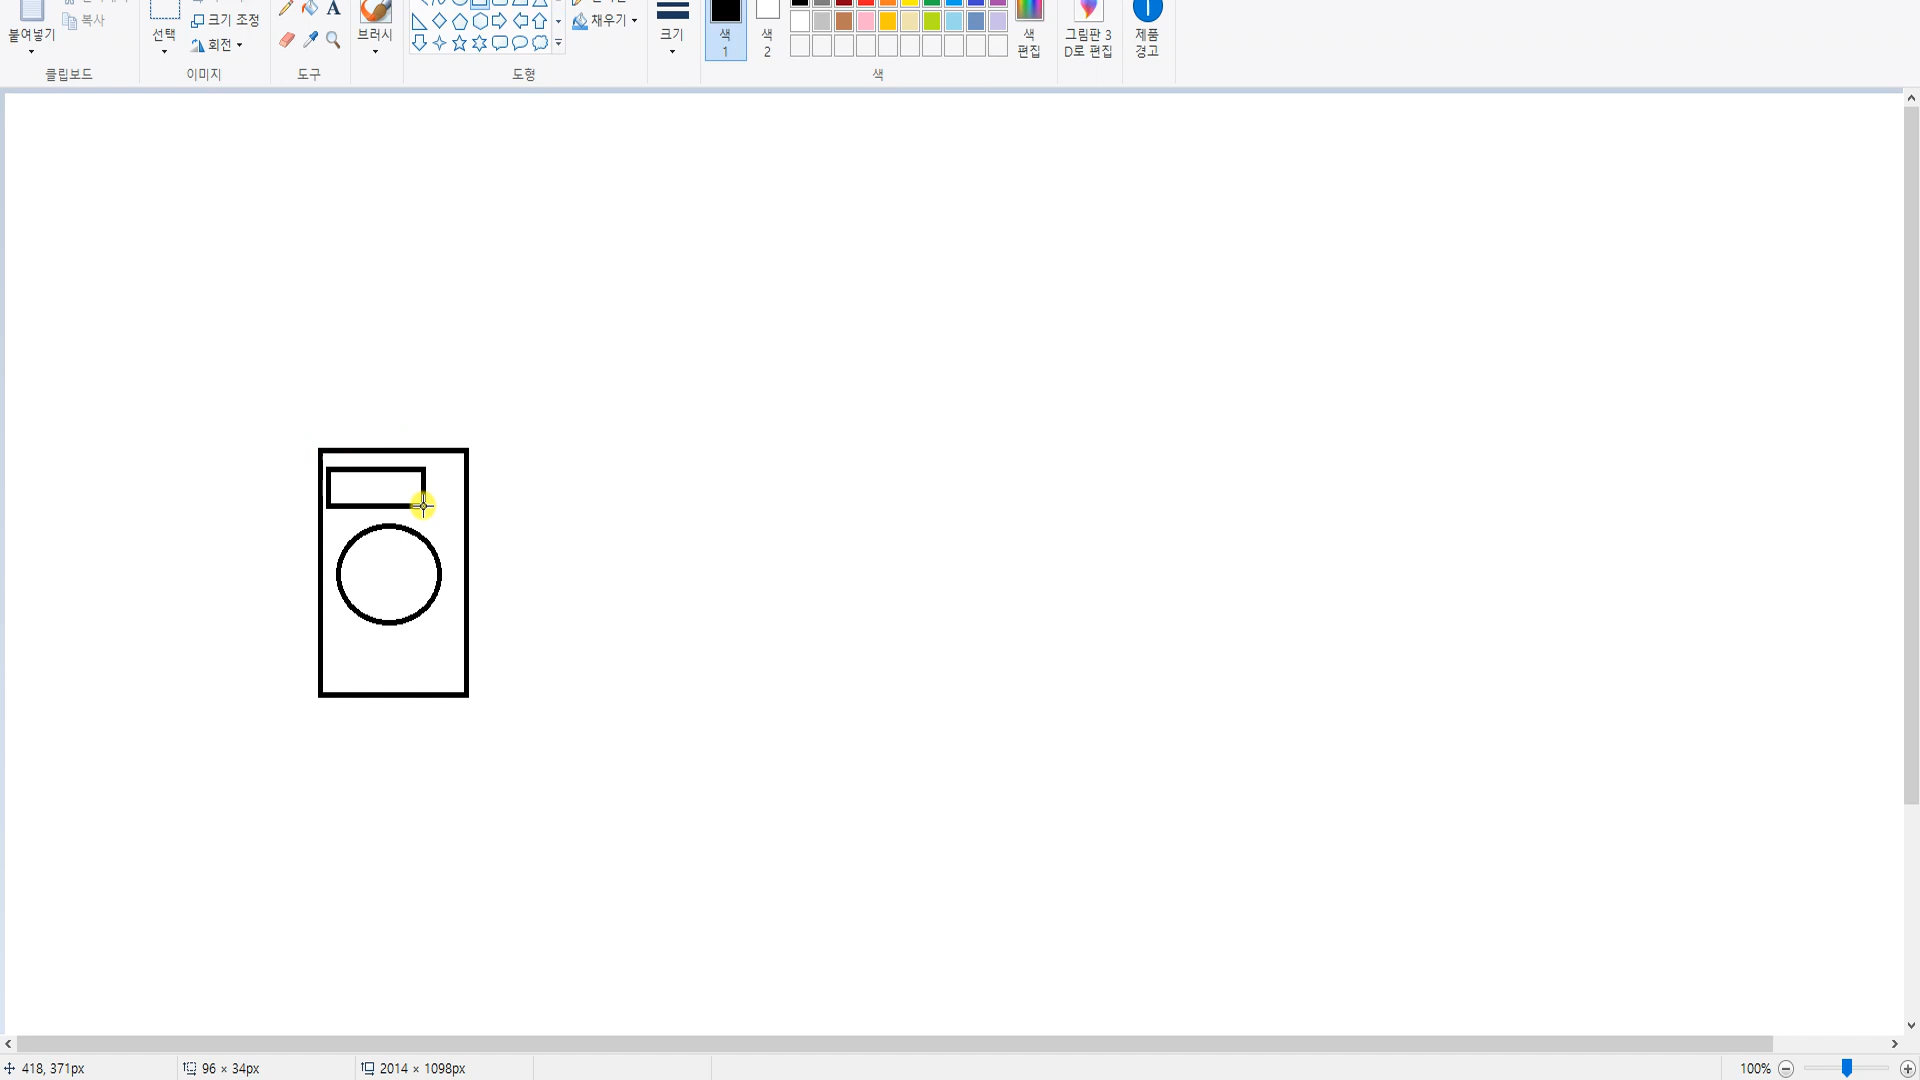 붙여넣기
복사
선택
크기 조정
회전
A
브러시
채우기
크기
색
1
색
2
색
편집
그림판 3
D로 편집
제품
경고
클립보드
이미지
도구
도형
색
418, 371px
96 × 34px
2014 × 1098px
100%